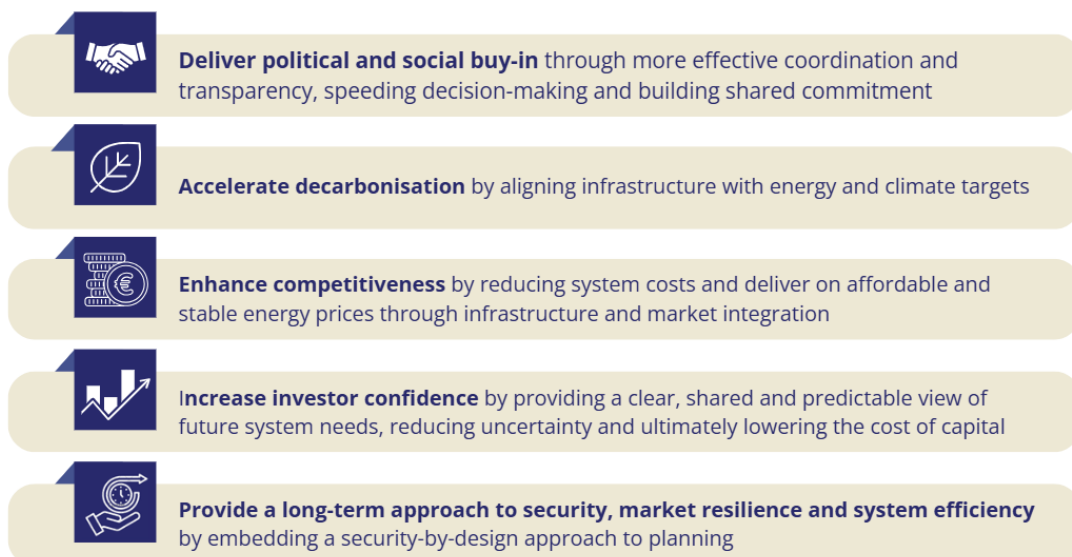 Deliver political and social buy-in through more effective coordination and
transparency, speeding decision-making and building shared commitment
Accelerate decarbonisation by aligning infrastructure with energy and climate targets
Enhance competitiveness by reducing system costs and deliver on affordable and
stable energy prices through infrastructure and market integration
Increase investor confidence by providing a clear, shared and predictable view of
future system needs, reducing uncertainty and ultimately lowering the cost of capital
Provide a long-term approach to security, market resilience and system efficiency
by embedding a security-by-design approach to planning